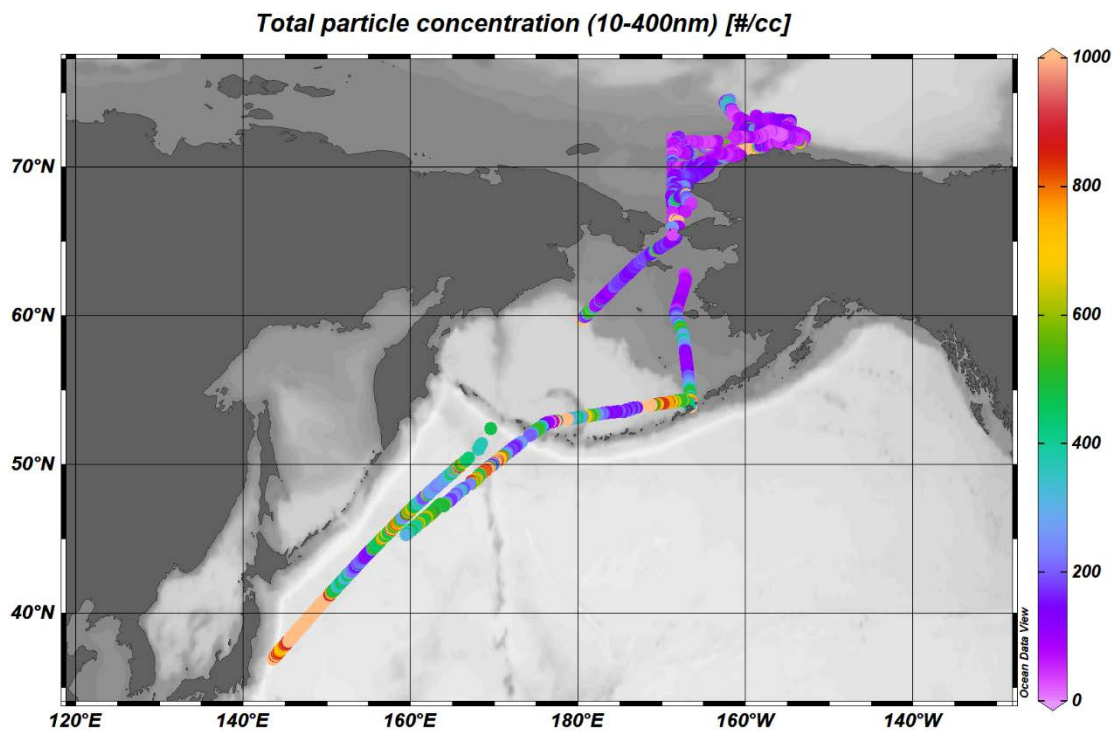 Total particle concentration (10-400nm) [#/cc]
1000
800
600
400
200
0
70°N
60°N
50°N
40°N
120°E
140°E
160°E
180°E
160°W
140°W
Ocean Data View